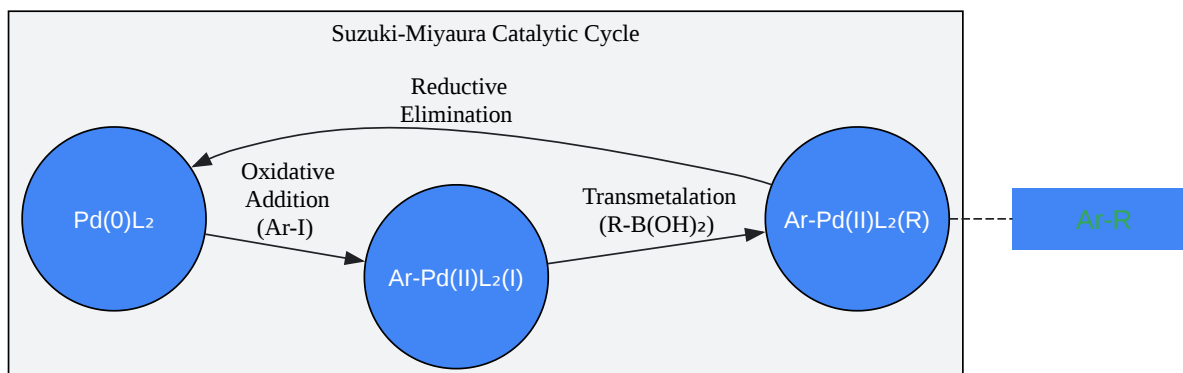 Suzuki-Miyaura Catalytic Cycle
Reductive
Elimination
Oxidative
Addition
(Ar-I)
Transmetalation
(R-B(OH)₂)
Pd(0)L₂
Ar-Pd(II)L₂(I)
Ar-Pd(II)L₂(R)
Ar-R